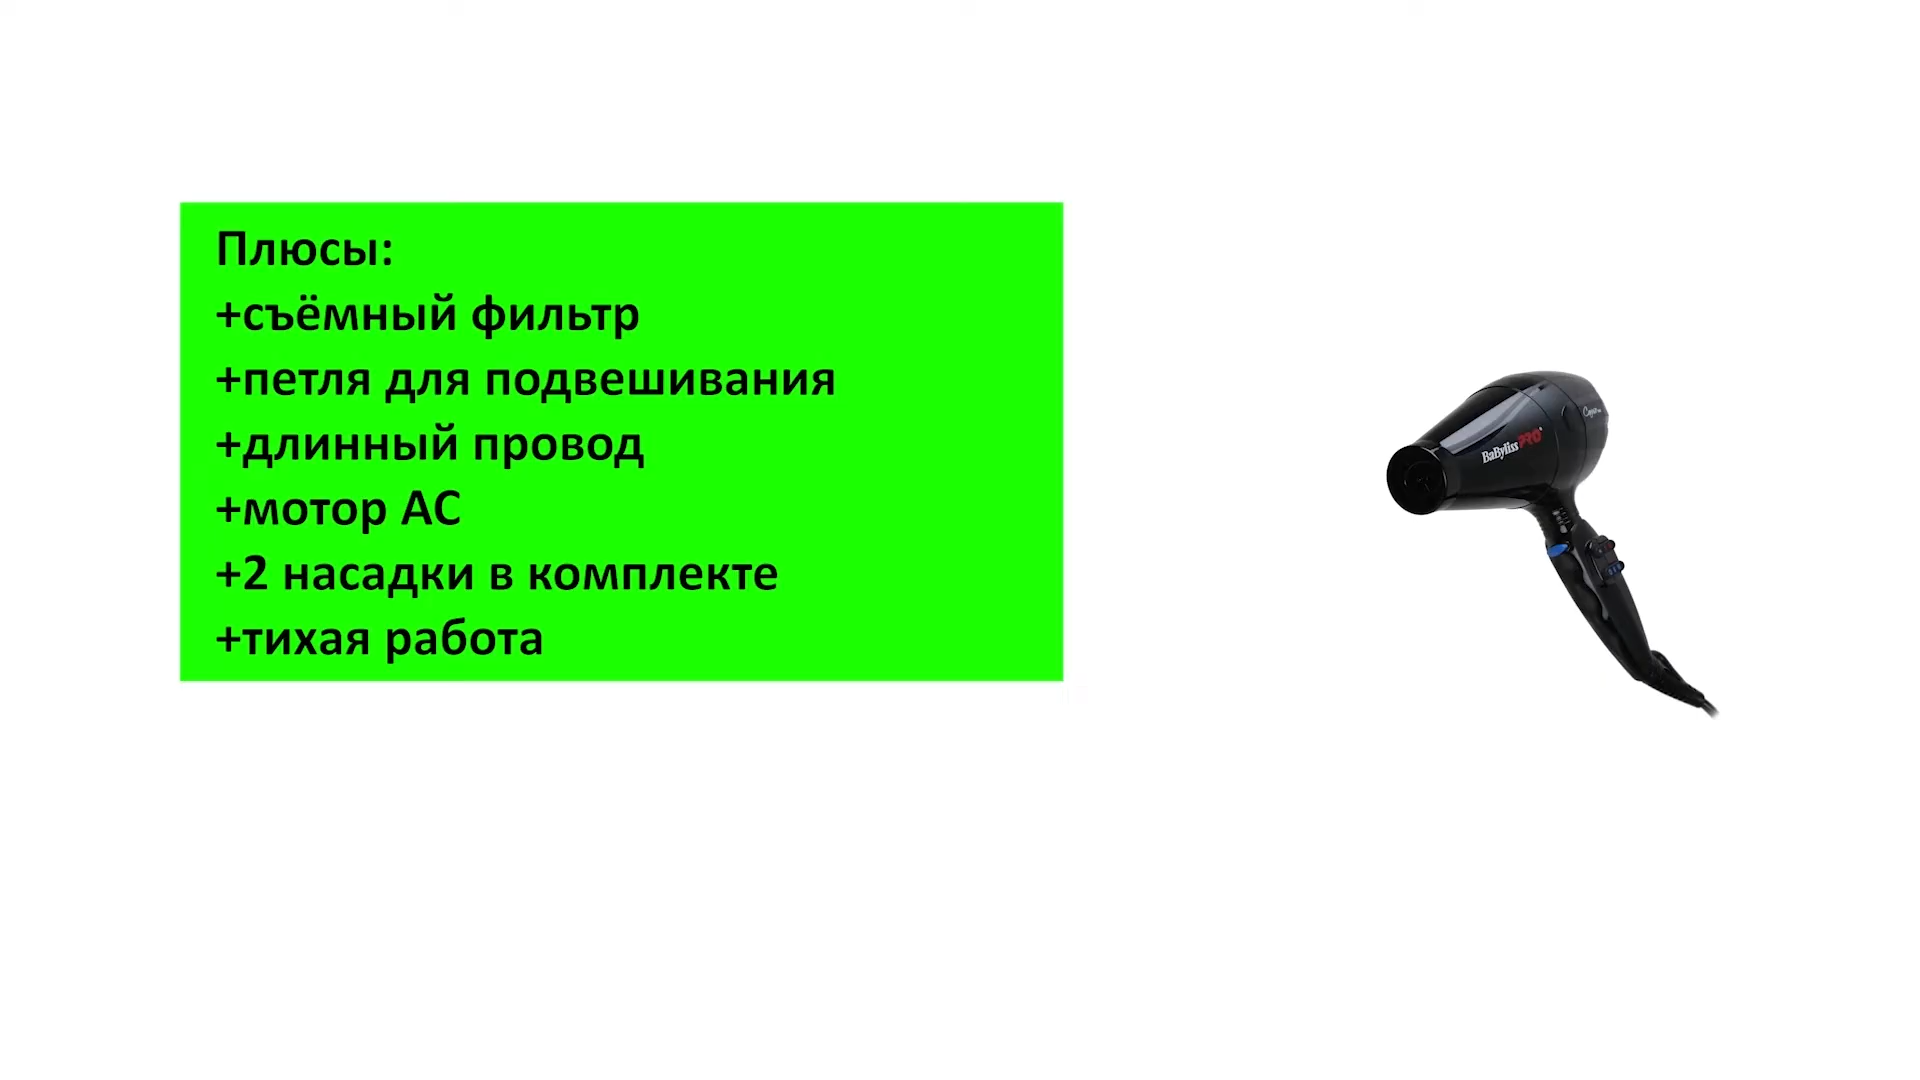 Плюсы:
+съёмный фильтр
+петля для подвешивания
+длинный провод
+мотор AC
+2 насадки в комплекте
+тихая работа
BaByliss PRO